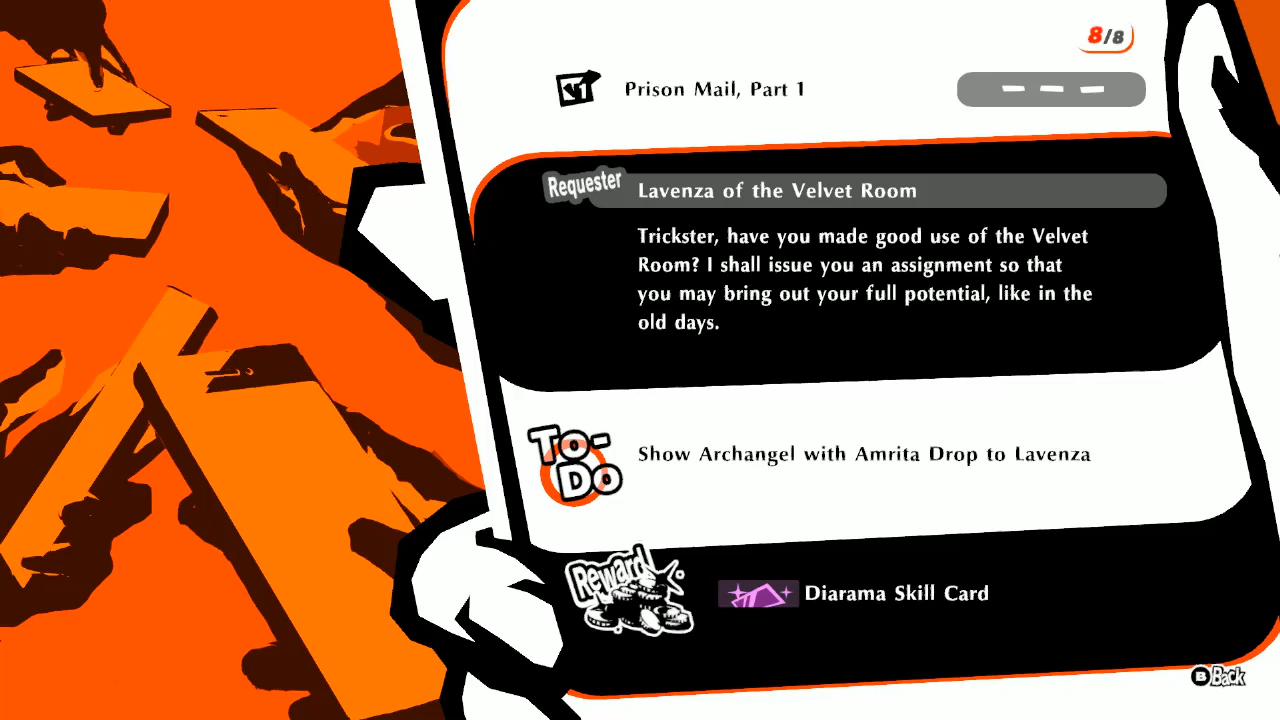 8/8
Prison Mail, Part 1
Requester
Lavenza of the Velvet Room
Trickster, have you made good use of the Velvet
Room? I shall issue you an assignment so that
you may bring out your full potential, like in the
old days.
To-
Do
Show Archangel with Amrita Drop to Lavenza
Reward
Diarama Skill Card
B Back